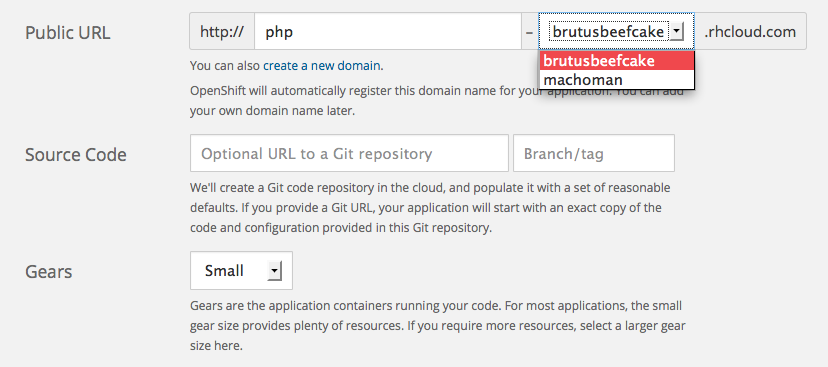 Public URL http:// php – brutusbeefcake .rhcloud.com
brutusbeefcake
machoman
You can also create a new domain.
OpenShift will automatically register this domain name for your application. You can add
your own domain name later.
Source Code Optional URL to a Git repository Branch/tag
We'll create a Git code repository in the cloud, and populate it with a set of reasonable
defaults. If you provide a Git URL, your application will start with an exact copy of the
code and configuration provided in this Git repository.
Gears Small
Gears are the application containers running your code. For most applications, the small
gear size provides plenty of resources. If you require more resources, select a larger gear
size here.